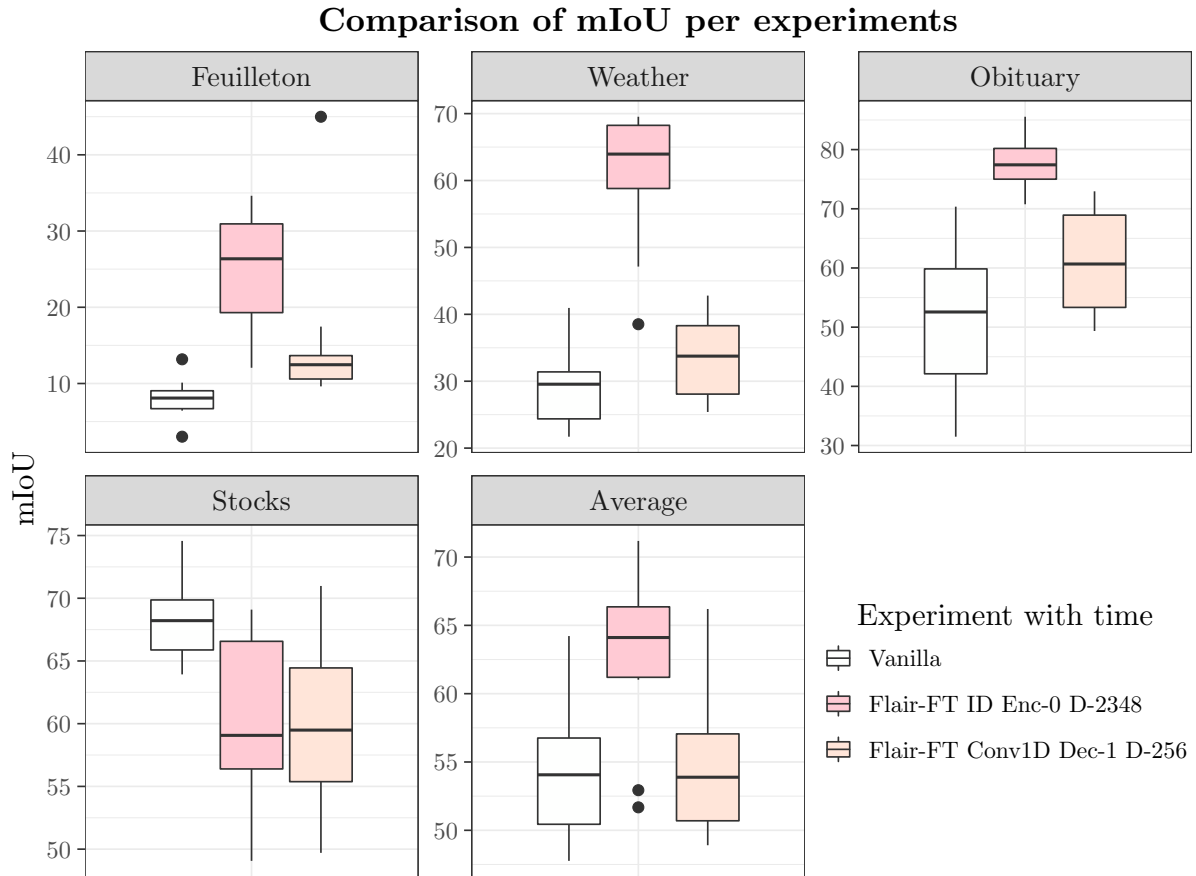 Comparison of mIoU per experiments
Feuilleton
Weather
Obituary
40
30
20
10
70
60
50
40
30
20
80
70
60
50
40
30
mIoU
Stocks
Average
75
70
65
60
55
50
70
65
60
55
50
Experiment with time
Vanilla
Flair-FT ID Enc-0 D-2348
Flair-FT Conv1D Dec-1 D-256